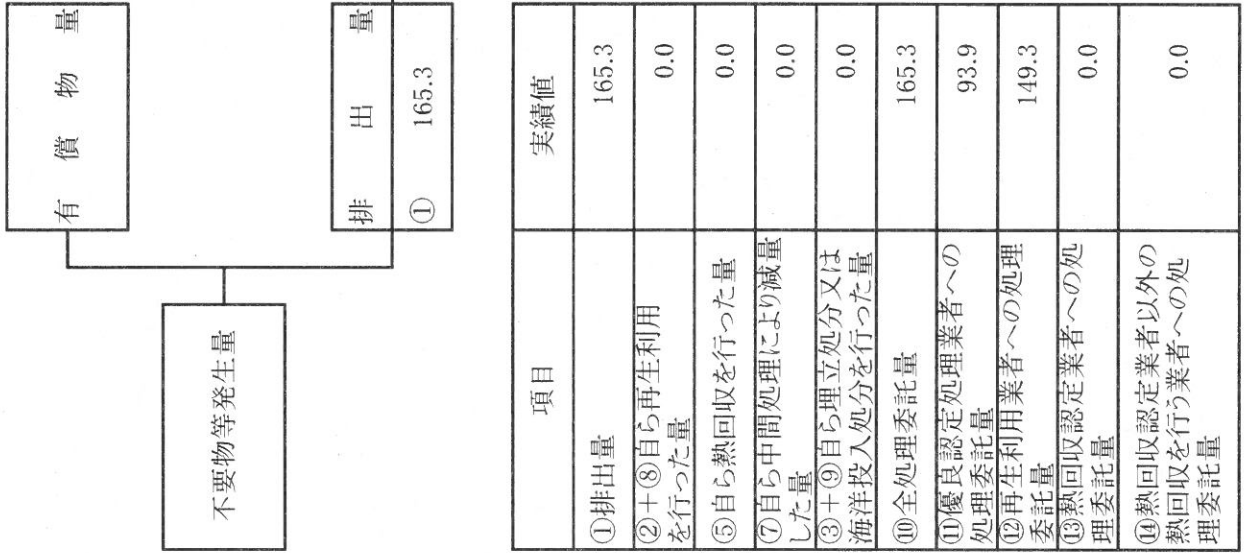 有償物量
不要物等発生量
排出量
① 165.3
項目 実績値
①排出量 165.3
②+⑧自ら再生利用
を行った量 0.0
⑤自ら熱回収を行った量 0.0
⑦自ら中間処理により減量
した量 0.0
③+⑨自ら埋立処分又は
海洋投入処分を行った量 0.0
⑩全処理委託量 165.3
⑪優良認定処理業者への
処理委託量 93.9
⑫再生利用業者への処理
委託量 149.3
⑬熱回収認定業者への処
理委託量 0.0
⑭熱回収認定業者以外の
熱回収を行う業者への処
理委託量 0.0